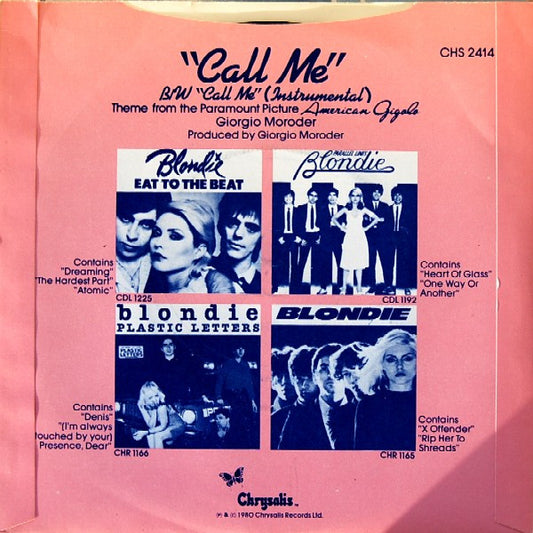 CHS 2414
"Call Me"
B/W "Call Me" (Instrumental)
Theme from the Paramount Picture American Gigolo
Giorgio Moroder
Produced by Giorgio Moroder
Blondie
EAT TO THE BEAT
Contains
"Dreaming"
"The Hardest Part"
"Atomic"
CDL 1225
PARALLEL LINES
Blondie
Contains
"Heart Of Glass"
"One Way Or
Another"
CDL 1192
blondie
PLASTIC LETTERS
Contains
"Denis"
"(I'm always
touched by your)
Presence, Dear"
CHR 1166
BLONDIE
Contains
"X Offender"
"Rip Her To
Shreads"
CHR 1165
Chrysalis TM
℗ & © 1980 Chrysalis Records Ltd.